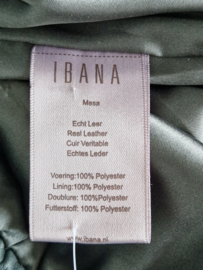 IBANA
Mesa
Echt Leer
Real Leather
Cuir Veritable
Echtes Leder
Voering:100% Polyester
Lining:100% Polyester
Doublure: 100% Polyester
Futterstoff: 100% Polyester
www.ibana.nl